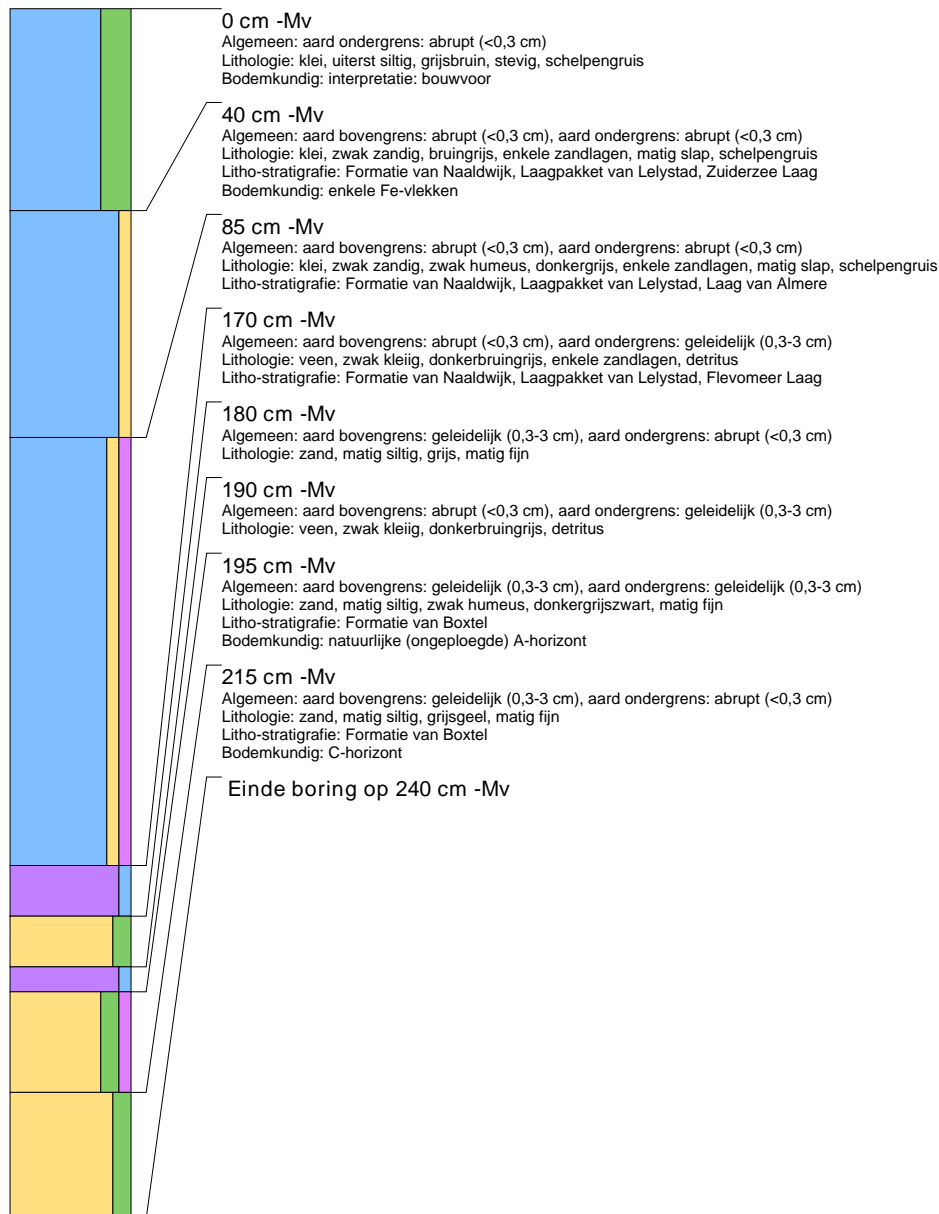 0 cm -Mv
Algemeen: aard ondergrens: abrupt (<0,3 cm)
Lithologie: klei, uiterst siltig, grijsbruin, stevig, schelpengruis
Bodemkundig: interpretatie: bouwvoor
40 cm -Mv
Algemeen: aard bovengrens: abrupt (<0,3 cm), aard ondergrens: abrupt (<0,3 cm)
Lithologie: klei, zwak zandig, bruingrijs, enkele zandlagen, matig slap, schelpengruis
Litho-stratigrafie: Formatie van Naaldwijk, Laagpakket van Lelystad, Zuiderzee Laag
Bodemkundig: enkele Fe-vlekken
85 cm -Mv
Algemeen: aard bovengrens: abrupt (<0,3 cm), aard ondergrens: abrupt (<0,3 cm)
Lithologie: klei, zwak zandig, zwak humeus, donkergrijs, enkele zandlagen, matig slap, schelpengruis
Litho-stratigrafie: Formatie van Naaldwijk, Laagpakket van Lelystad, Laag van Almere
170 cm -Mv
Algemeen: aard bovengrens: abrupt (<0,3 cm), aard ondergrens: geleidelijk (0,3-3 cm)
Lithologie: veen, zwak kleiig, donkerbruingrijs, enkele zandlagen, detritus
Litho-stratigrafie: Formatie van Naaldwijk, Laagpakket van Lelystad, Flevomeer Laag
180 cm -Mv
Algemeen: aard bovengrens: geleidelijk (0,3-3 cm), aard ondergrens: abrupt (<0,3 cm)
Lithologie: zand, matig siltig, grijs, matig fijn
190 cm -Mv
Algemeen: aard bovengrens: abrupt (<0,3 cm), aard ondergrens: geleidelijk (0,3-3 cm)
Lithologie: veen, zwak kleiig, donkerbruingrijs, detritus
195 cm -Mv
Algemeen: aard bovengrens: geleidelijk (0,3-3 cm), aard ondergrens: geleidelijk (0,3-3 cm)
Lithologie: zand, matig siltig, zwak humeus, donkergrijszwart, matig fijn
Litho-stratigrafie: Formatie van Boxtel
Bodemkundig: natuurlijke (ongeploegde) A-horizont
215 cm -Mv
Algemeen: aard bovengrens: geleidelijk (0,3-3 cm), aard ondergrens: abrupt (<0,3 cm)
Lithologie: zand, matig siltig, grijsgeel, matig fijn
Litho-stratigrafie: Formatie van Boxtel
Bodemkundig: C-horizont
Einde boring op 240 cm -Mv